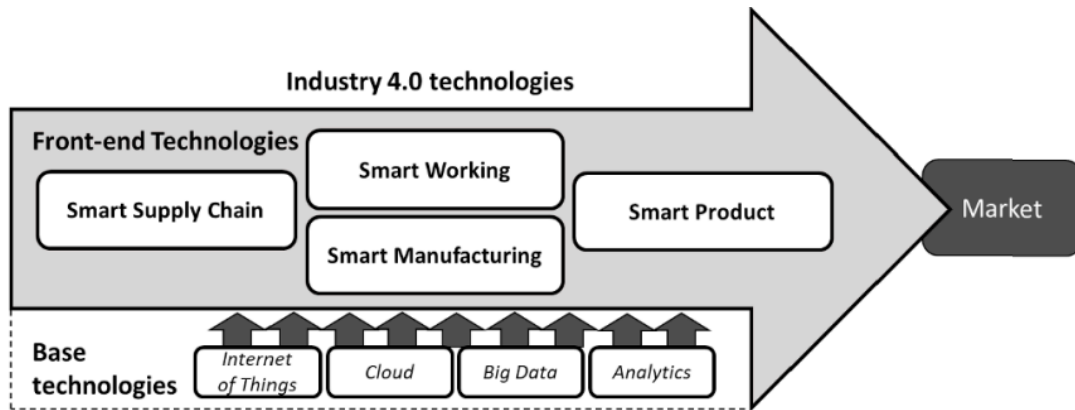 Industry 4.0 technologies
Front-end Technologies
Smart Supply Chain
Smart Working
Smart Manufacturing
Smart Product
Market
Base
technologies
Internet
of Things
Cloud
Big Data
Analytics